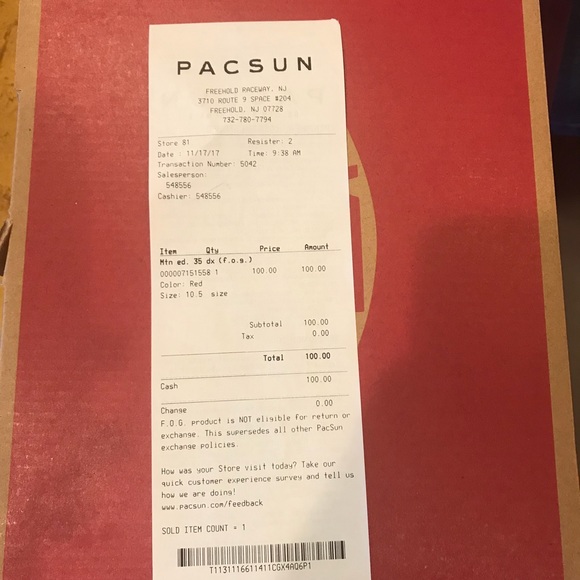 PACSUN
FREEHOLD RACEWAY, NJ
3710 ROUTE 9 SPACE #204
FREEHOLD, NJ 07728
732-780-7794
Store 81 Register: 2
Date : 11/17/17 Time: 9:38 AM
Transaction Number: 5042
Salesperson:
548556
Cashier: 548556
Item Qty Price Amount
Mtn ed. 35 dx (f.o.g.)
000007151558 1 100.00 100.00
Color: Red
Size: 10.5 size
Subtotal 100.00
Tax 0.00
Total 100.00
Cash 100.00
Change 0.00
F.O.G. product is NOT eligible for return or
exchange. This supersedes all other PacSun
exchange policies.
How was your Store visit today? Take our
quick customer experience survey and tell us
how we are doing!
www.pacsun.com/feedback
SOLD ITEM COUNT = 1
T1131116611411CGX4AQ6P1